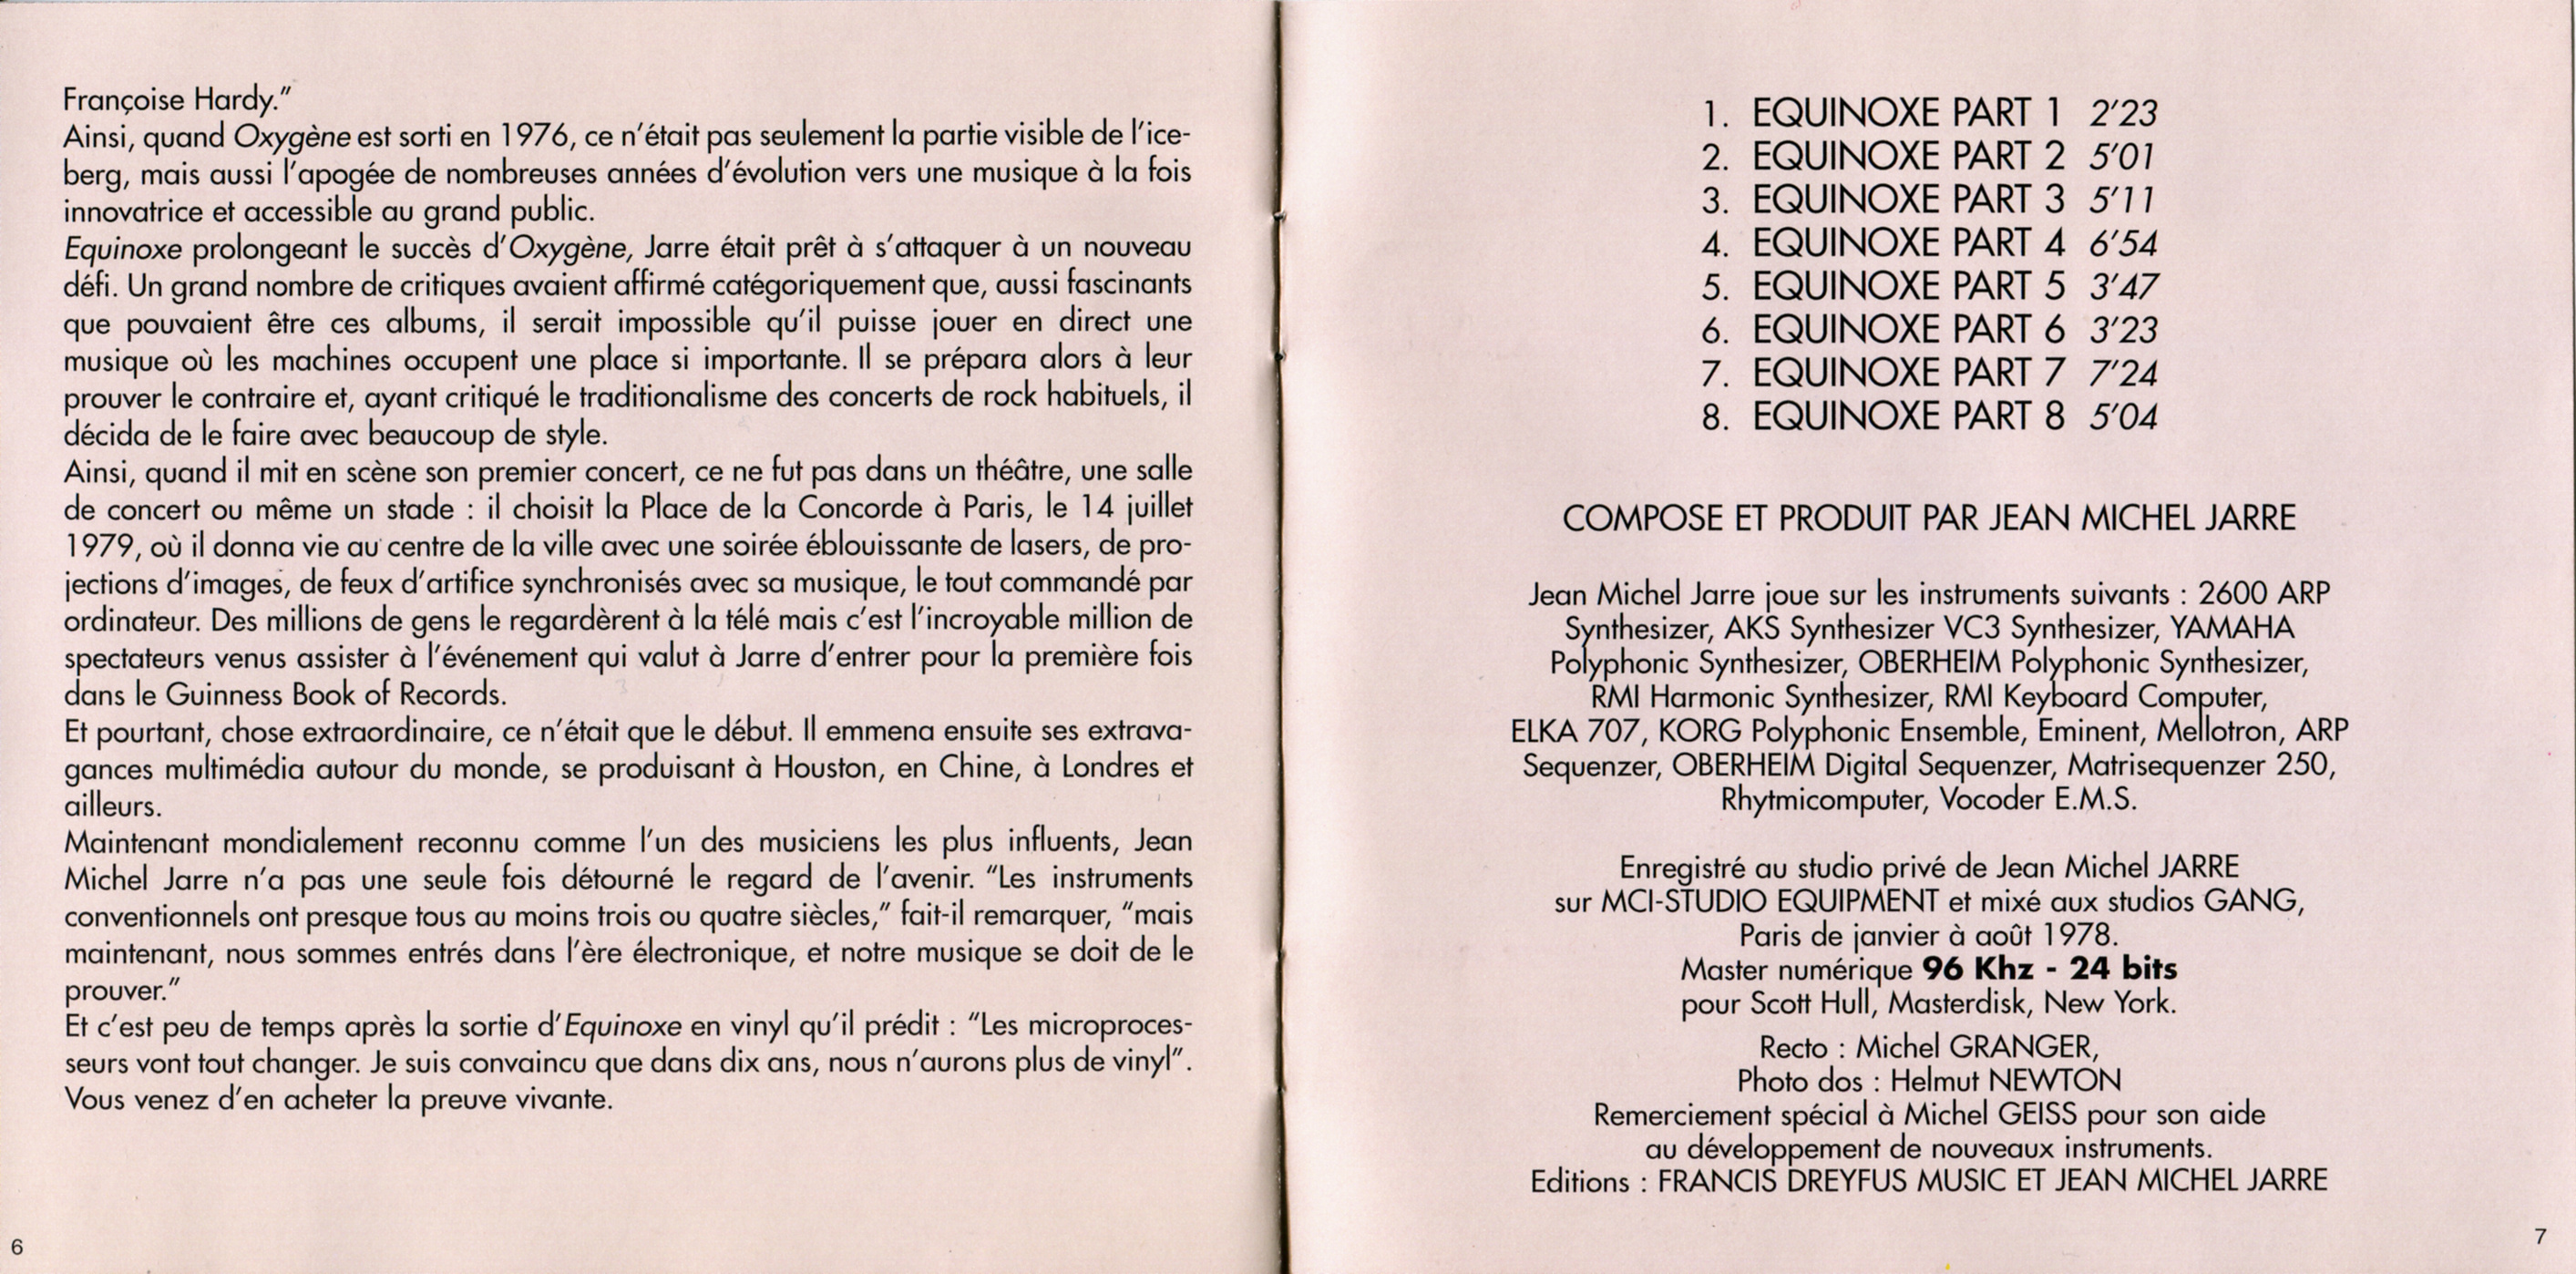 Françoise Hardy.”
Ainsi, quand Oxygène est sorti en 1976, ce n’était pas seulement la partie visible de l’ice-
berg, mais aussi l’apogée de nombreuses années d’évolution vers une musique à la fois
innovatrice et accessible au grand public.
Equinoxe prolongeant le succès d’Oxygène, Jarre était prêt à s’attaquer à un nouveau
défi. Un grand nombre de critiques avaient affirmé catégoriquement que, aussi fascinants
que pouvaient être ces albums, il serait impossible qu’il puisse jouer en direct une
musique où les machines occupent une place si importante. Il se prépara alors à leur
prouver le contraire et, ayant critiqué le traditionalisme des concerts de rock habituels, il
décida de le faire avec beaucoup de style.
Ainsi, quand il mit en scène son premier concert, ce ne fut pas dans un théâtre, une salle
de concert ou même un stade : il choisit la Place de la Concorde à Paris, le 14 juillet
1979, où il donna vie au centre de la ville avec une soirée éblouissante de lasers, de pro-
jections d’images, de feux d’artifice synchronisés avec sa musique, le tout commandé par
ordinateur. Des millions de gens le regardèrent à la télé mais c’est l’incroyable million de
spectateurs venus assister à l’événement qui valut à Jarre d’entrer pour la première fois
dans le Guinness Book of Records.
Et pourtant, chose extraordinaire, ce n’était que le début. Il emmena ensuite ses extrava-
gances multimédia autour du monde, se produisant à Houston, en Chine, à Londres et
ailleurs.
Maintenant mondialement reconnu comme l’un des musiciens les plus influents, Jean
Michel Jarre n’a pas une seule fois détourné le regard de l’avenir. “Les instruments
conventionnels ont presque tous au moins trois ou quatre siècles,” fait-il remarquer, “mais
maintenant, nous sommes entrés dans l’ère électronique, et notre musique se doit de le
prouver.”
Et c’est peu de temps après la sortie d’Equinoxe en vinyl qu’il prédit : “Les microproces-
seurs vont tout changer. Je suis convaincu que dans dix ans, nous n’aurons plus de vinyl”.
Vous venez d’en acheter la preuve vivante.
6
1. EQUINOXE PART 1 2’23
2. EQUINOXE PART 2 5’01
3. EQUINOXE PART 3 5’11
4. EQUINOXE PART 4 6’54
5. EQUINOXE PART 5 3’47
6. EQUINOXE PART 6 3’23
7. EQUINOXE PART 7 7’24
8. EQUINOXE PART 8 5’04
COMPOSE ET PRODUIT PAR JEAN MICHEL JARRE
Jean Michel Jarre joue sur les instruments suivants : 2600 ARP
Synthesizer, AKS Synthesizer VC3 Synthesizer, YAMAHA
Polyphonic Synthesizer, OBERHEIM Polyphonic Synthesizer,
RMI Harmonic Synthesizer, RMI Keyboard Computer,
ELKA 707, KORG Polyphonic Ensemble, Eminent, Mellotron, ARP
Sequenzer, OBERHEIM Digital Sequenzer, Matrisequenzer 250,
Rhytmicomputer, Vocoder E.M.S.
Enregistré au studio privé de Jean Michel JARRE
sur MCI-STUDIO EQUIPMENT et mixé aux studios GANG,
Paris de janvier à août 1978.
Master numérique 96 Khz - 24 bits
pour Scott Hull, Masterdisk, New York.
Recto : Michel GRANGER,
Photo dos : Helmut NEWTON
Remerciement spécial à Michel GEISS pour son aide
au développement de nouveaux instruments.
Editions : FRANCIS DREYFUS MUSIC ET JEAN MICHEL JARRE
7